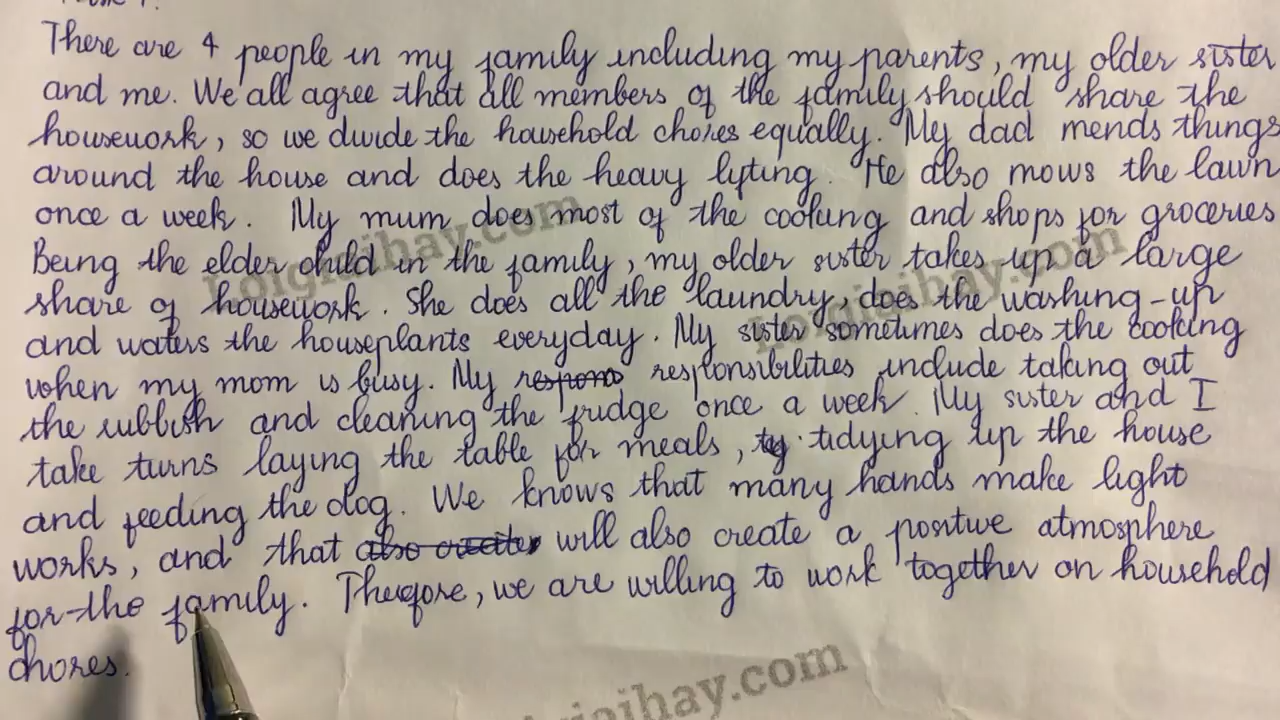 There are 4 people in my family including my parents, my older sister
and me. We all agree that all members of the family should share the
housework, so we divide the household chores equally. My dad mends things
around the house and does the heavy lifting. He also mows the lawn
once a week. My mum does most of the cooking and shops for groceries
Being the elder child in the family, my older sister takes up a large
share of housework. She does all the laundry, does the washing-up
and waters the houseplants everyday. My sister sometimes does the cooking
when my mom is busy. My respons responsibilities include taking out
the rubbish and cleaning the fridge once a week. My sister and I
take turns laying the table for meals, ty tidying up the house
and feeding the dog. We knows that many hands make light
works, and that also creates will also create a positive atmosphere
for the family. Therefore, we are willing to work together on household
chores.
Loigiaihay.com
Loigiaihay.com
Loigiaihay.com